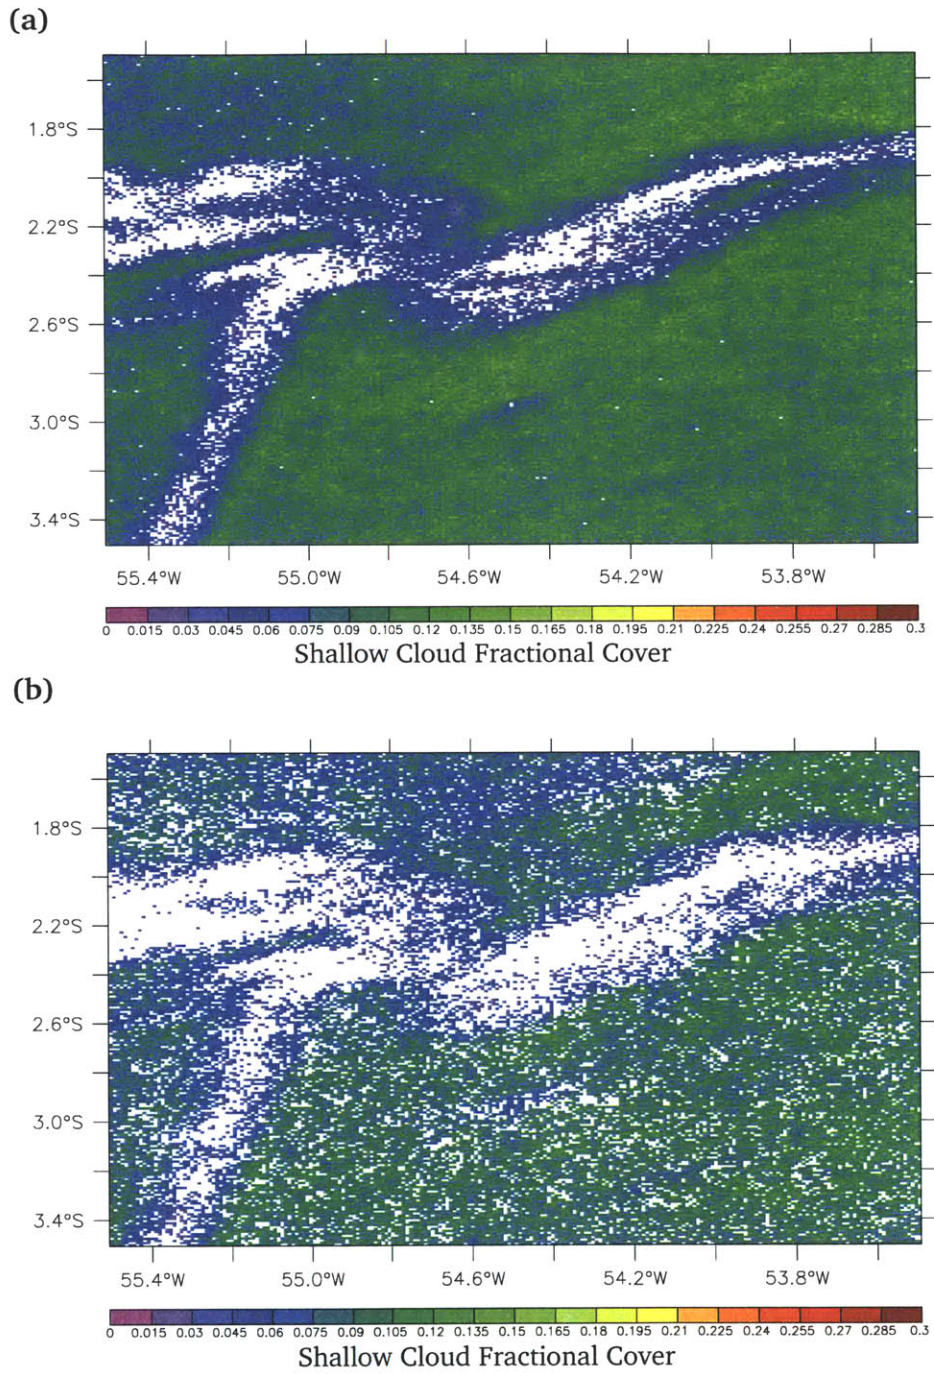 (a)
1.8°S
2.2°S
2.6°S
3.0°S
3.4°S
55.4°W 55.0°W 54.6°W 54.2°W 53.8°W
0 0.015 0.03 0.045 0.06 0.075 0.09 0.105 0.12 0.135 0.15 0.165 0.18 0.195 0.21 0.225 0.24 0.255 0.27 0.285 0.3
Shallow Cloud Fractional Cover
(b)
1.8°S
2.2°S
2.6°S
3.0°S
3.4°S
55.4°W 55.0°W 54.6°W 54.2°W 53.8°W
0 0.015 0.03 0.045 0.06 0.075 0.09 0.105 0.12 0.135 0.15 0.165 0.18 0.195 0.21 0.225 0.24 0.255 0.27 0.285 0.3
Shallow Cloud Fractional Cover